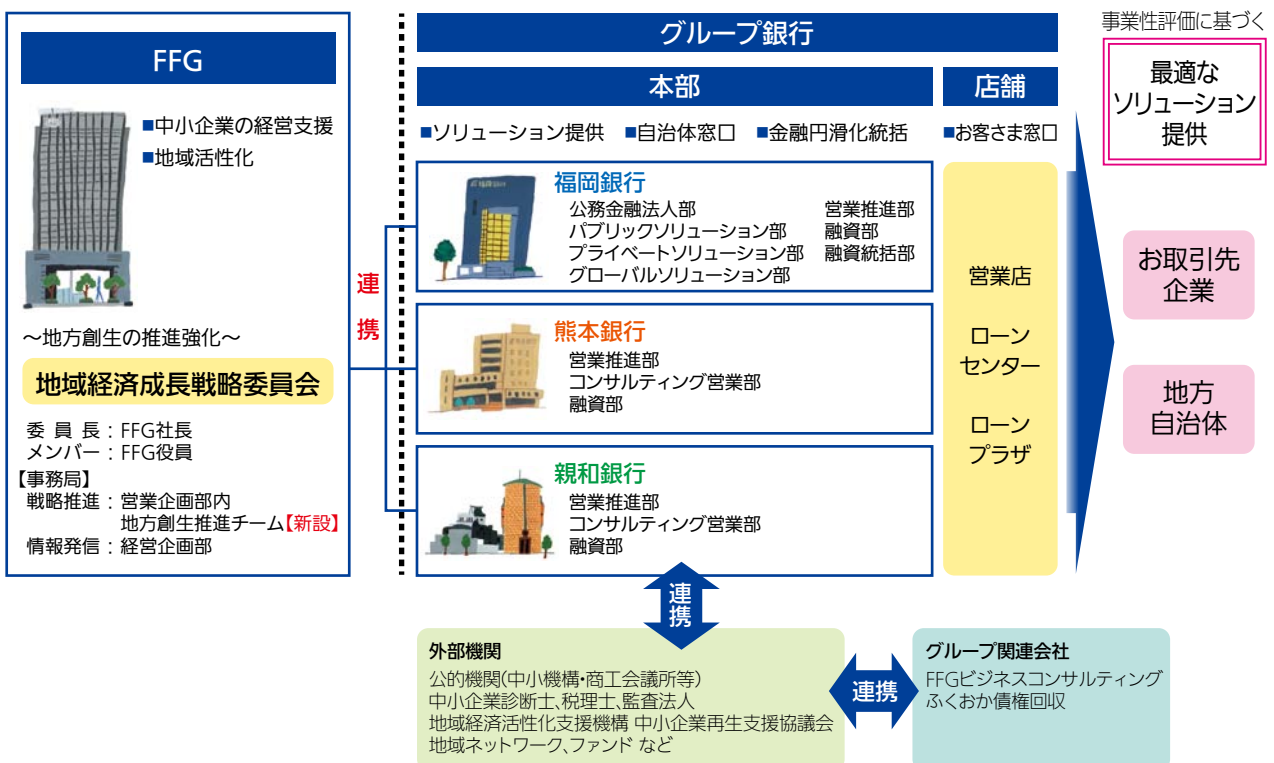 FFG
■中小企業の経営支援
■地域活性化
～地方創生の推進強化～
地域経済成長戦略委員会
委 員 長：FFG社長
メンバー：FFG役員
【事務局】
戦略推進：営業企画部内
地方創生推進チーム【新設】
情報発信：経営企画部
連
携
グループ銀行
本部
■ソリューション提供 ■自治体窓口 ■金融円滑化統括
福岡銀行
公務金融法人部 営業推進部
パブリックソリューション部 融資部
プライベートソリューション部 融資統括部
グローバルソリューション部
熊本銀行
営業推進部
コンサルティング営業部
融資部
親和銀行
営業推進部
コンサルティング営業部
融資部
店舗
■お客さま窓口
営業店
ローン
センター
ローン
プラザ
事業性評価に基づく
最適な
ソリューション
提供
お取引先
企業
地方
自治体
連
携
外部機関
公的機関(中小機構・商工会議所等)
中小企業診断士、税理士、監査法人
地域経済活性化支援機構 中小企業再生支援協議会
地域ネットワーク、ファンド など
連携
グループ関連会社
FFGビジネスコンサルティング
ふくおか債権回収